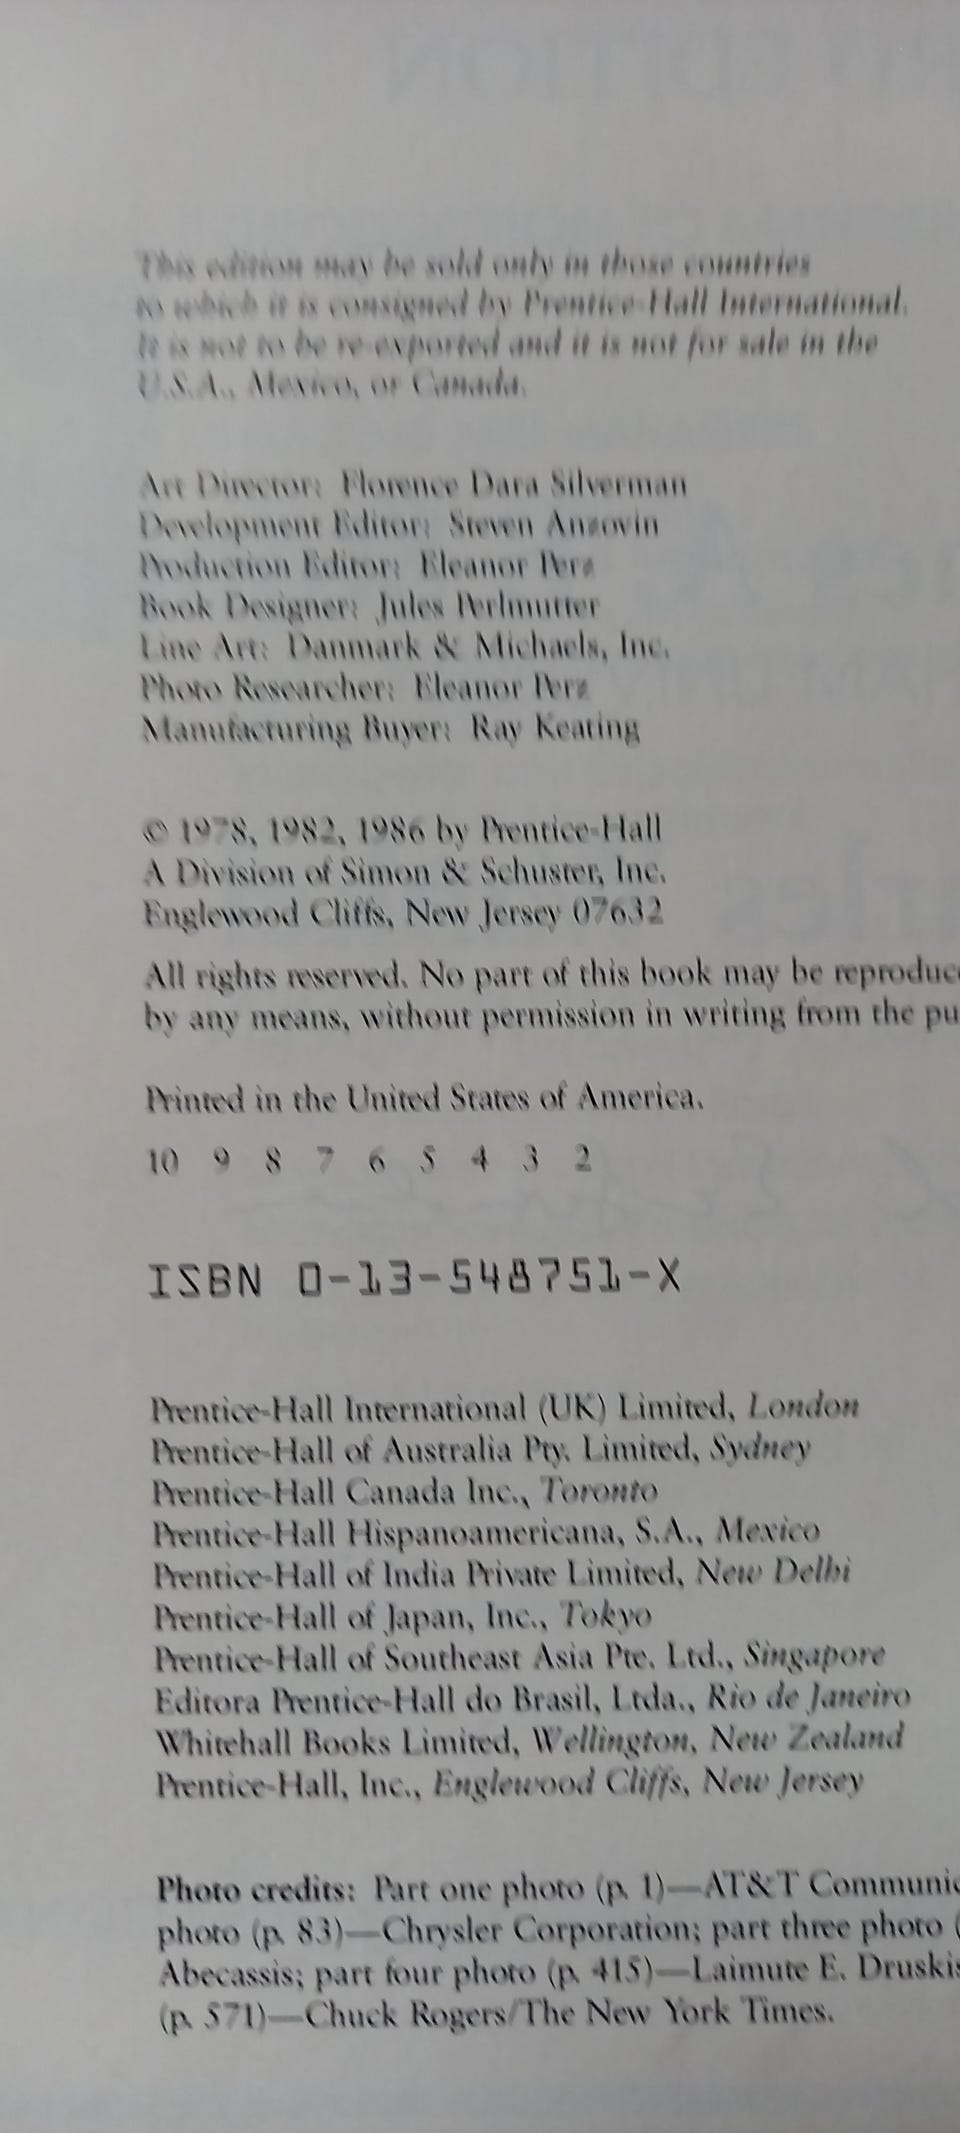 This edition may be sold only in those countries
to which it is consigned by Prentice-Hall International.
It is not to be re-exported and it is not for sale in the
U.S.A., Mexico, or Canada.
Art Director: Florence Dara Silverman
Development Editor: Steven Anzovin
Production Editor: Eleanor Perz
Book Designer: Jules Perlmutter
Line Art: Danmark & Michaels, Inc.
Photo Researcher: Eleanor Perz
Manufacturing Buyer: Ray Keating
© 1978, 1982, 1986 by Prentice-Hall
A Division of Simon & Schuster, Inc.
Englewood Cliffs, New Jersey 07632
All rights reserved. No part of this book may be reproduc
by any means, without permission in writing from the pu
Printed in the United States of America.
10 9 8 7 6 5 4 3 2
ISBN 0-13-548751-X
Prentice-Hall International (UK) Limited, London
Prentice-Hall of Australia Pty. Limited, Sydney
Prentice-Hall Canada Inc., Toronto
Prentice-Hall Hispanoamericana, S.A., Mexico
Prentice-Hall of India Private Limited, New Delhi
Prentice-Hall of Japan, Inc., Tokyo
Prentice-Hall of Southeast Asia Pte. Ltd., Singapore
Editora Prentice-Hall do Brasil, Ltda., Rio de Janeiro
Whitehall Books Limited, Wellington, New Zealand
Prentice-Hall, Inc., Englewood Cliffs, New Jersey
Photo credits: Part one photo (p. 1)—AT&T Communic
photo (p. 83)—Chrysler Corporation; part three photo (
Abecassis; part four photo (p. 415)—Laimute E. Druskis
(p. 571)—Chuck Rogers/The New York Times.